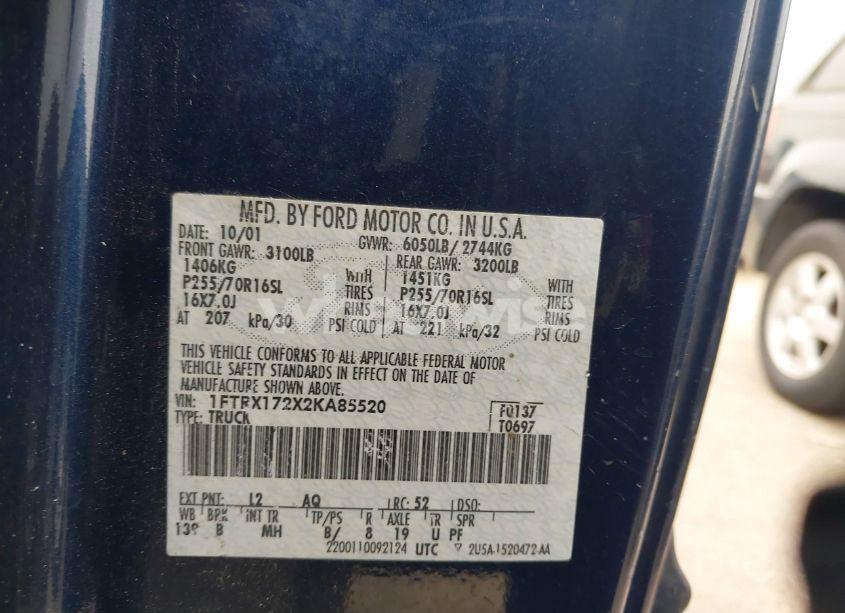 MFD. BY FORD MOTOR CO. IN U.S.A.
DATE: 10/01 GVWR: 6050LB/ 2744KG
FRONT GAWR: 3100LB REAR GAWR: 3200LB
1406KG WITH 1451KG WITH
P255/70R16SL TIRES P255/70R16SL TIRES
16X7.0J RIMS 16X7.0J RIMS
AT 207 kPa/30 PSI COLD AT 221 kPa/32 PSI COLD
THIS VEHICLE CONFORMS TO ALL APPLICABLE FEDERAL MOTOR
VEHICLE SAFETY STANDARDS IN EFFECT ON THE DATE OF
MANUFACTURE SHOWN ABOVE.
VIN: 1FTRX172X2KA85520 F0137
TYPE: TRUCK T0697
EXT PNT: L2 AQ RC: 52 DSO:
WB BRK INT TR TP/PS R AXLE TR SPR
139 B MH B/ 8 19 U PF
2200110092124 UTC 2U5A-1520472-AA